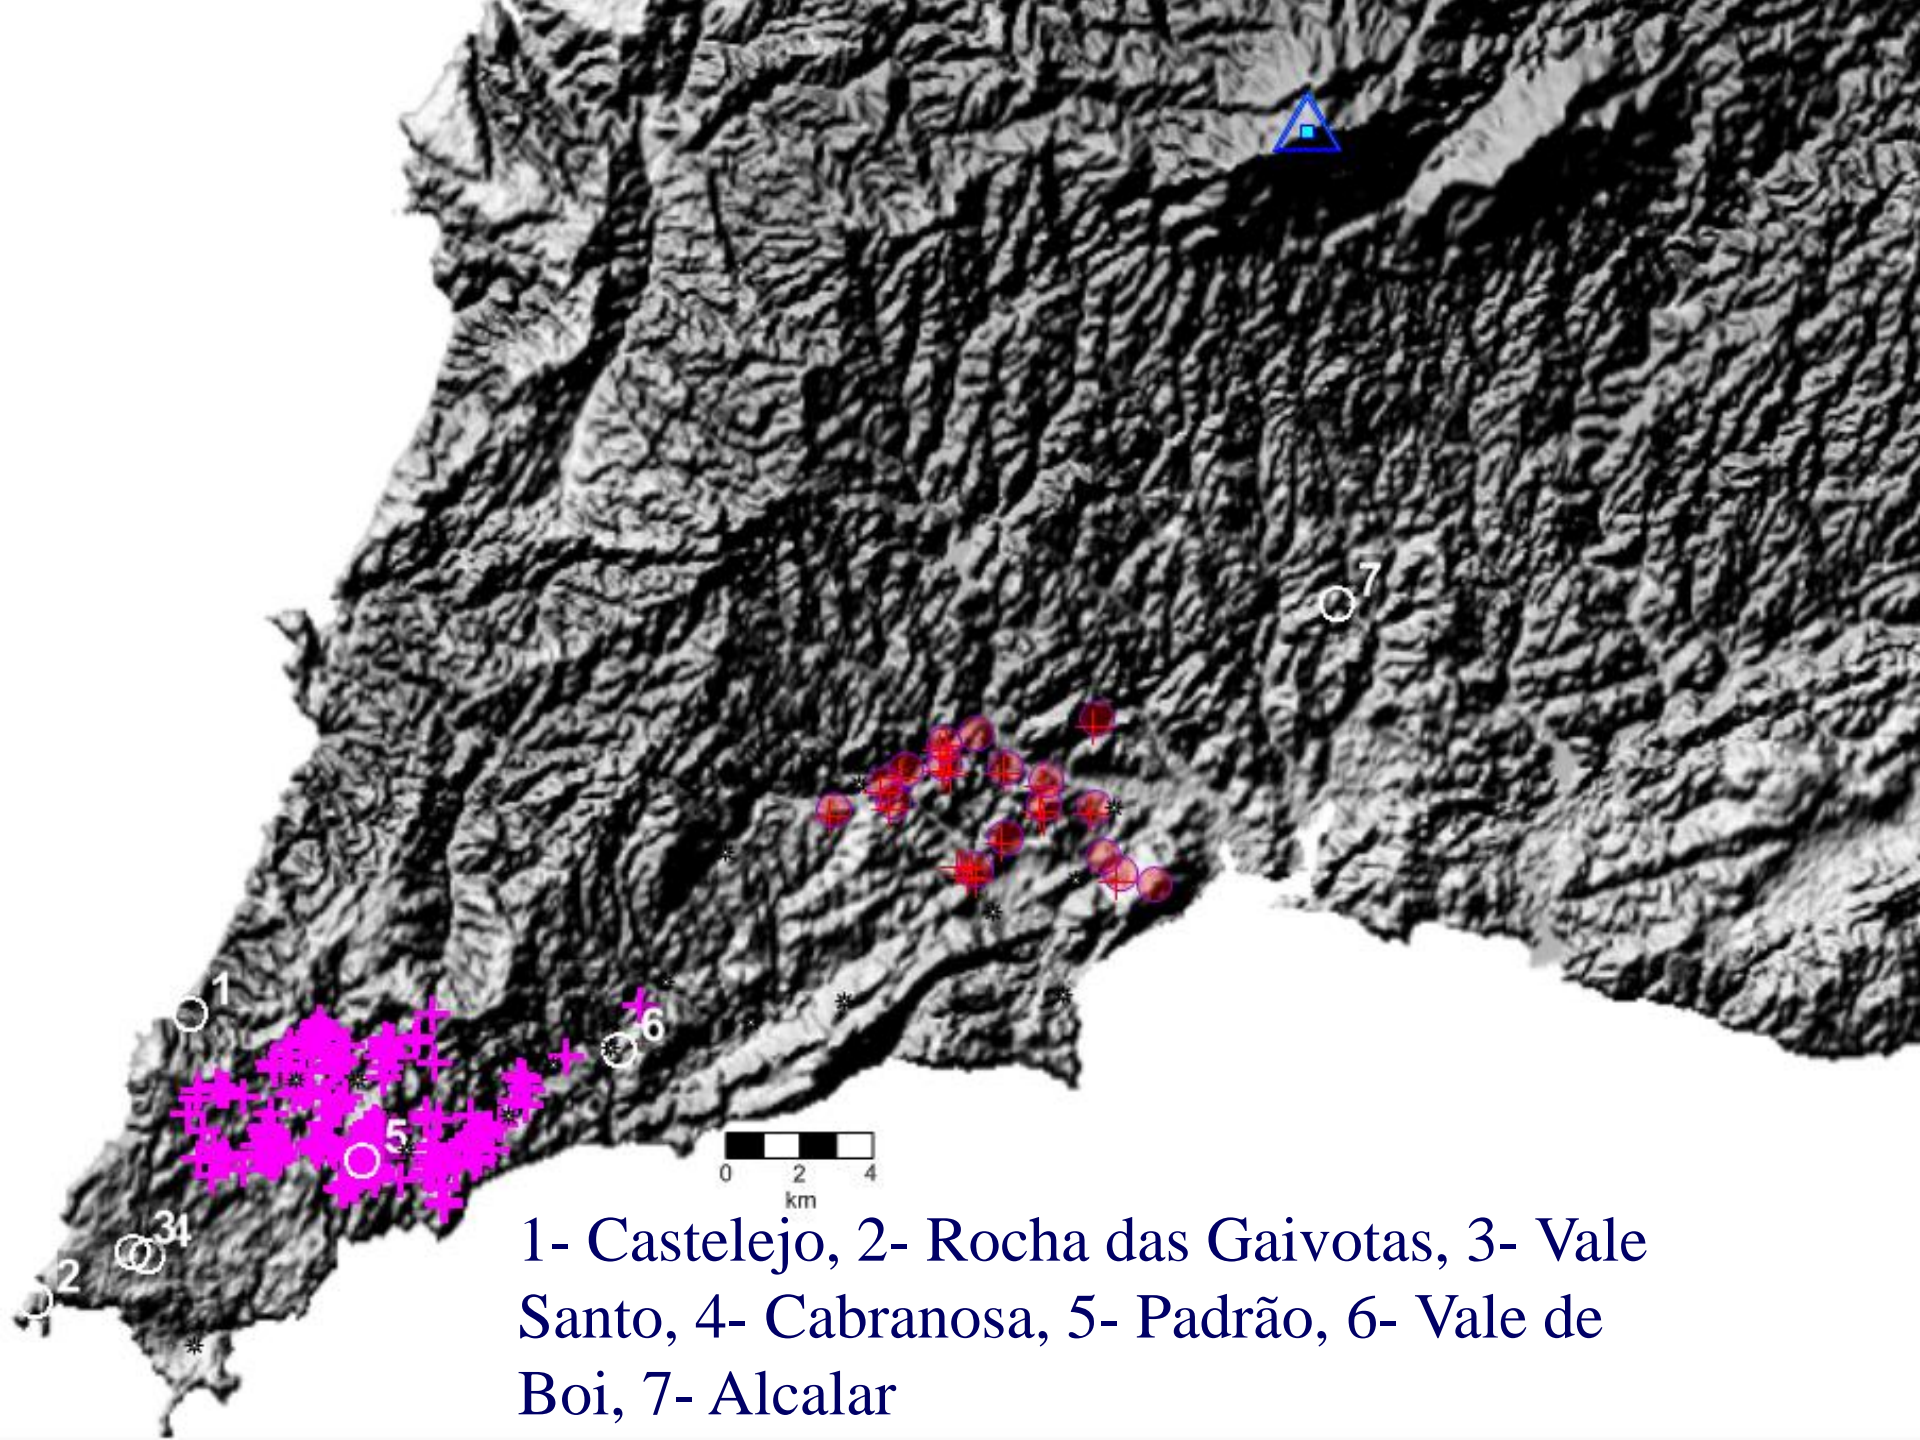 7
1
6
5
3
4
2
0 2 4
km
1- Castelejo, 2- Rocha das Gaivotas, 3- Vale
Santo, 4- Cabranosa, 5- Padrão, 6- Vale de
Boi, 7- Alcalar